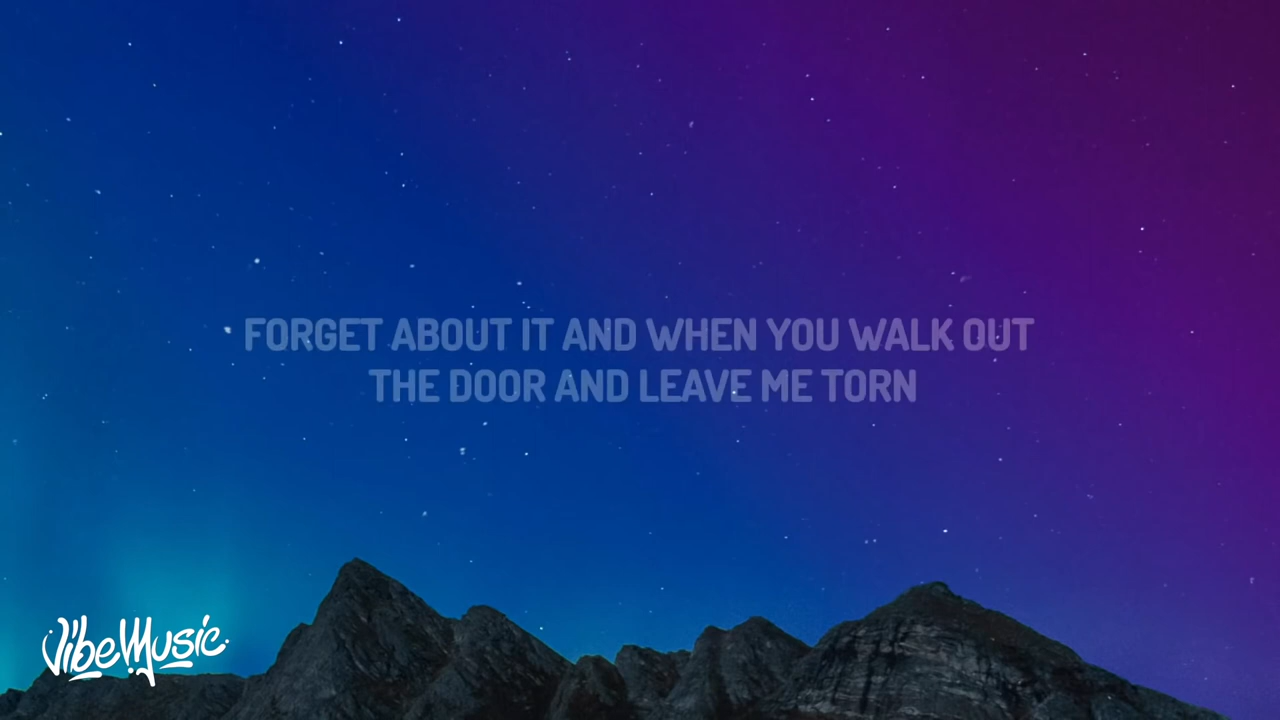 FORGET ABOUT IT AND WHEN YOU WALK OUT
THE DOOR AND LEAVE ME TORN
VibeMusic